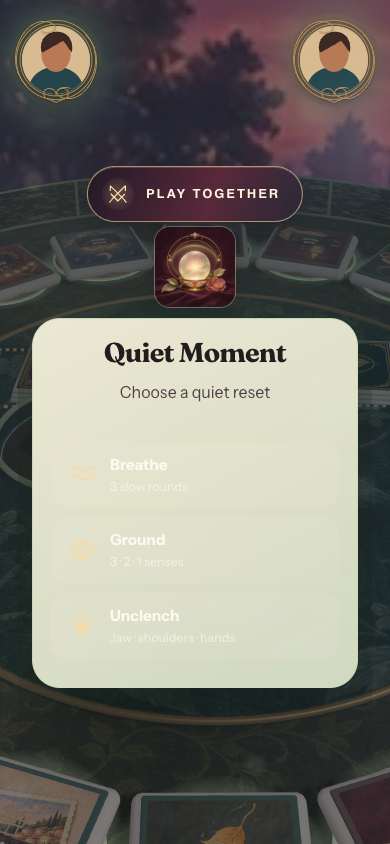 PLAY TOGETHER
Quiet Moment
Choose a quiet reset
Breathe
3 slow rounds
Ground
3·2·1 senses
Unclench
Jaw·shoulders·hands